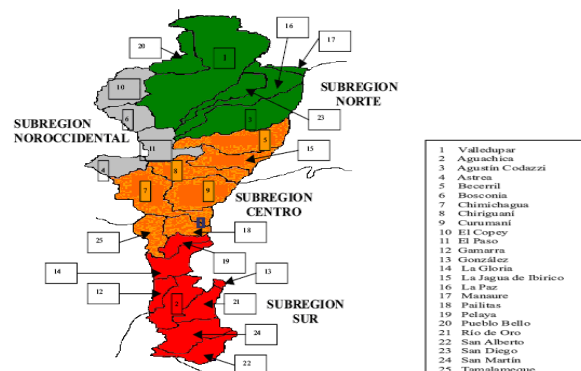 16
17
20
1
10
SUBREGION
NORTE
6
3
23
SUBREGION
NOROCCIDENTAL
5
11
15
4
8
7
9
SUBREGION
CENTRO
25
18
19
14
13
12
2
21
SUBREGION
SUR
24
22
1 Valledupar
2 Aguachica
3 Agustín Codazzi
4 Astrea
5 Becerril
6 Bosconia
7 Chimichagua
8 Chiriguaní
9 Curumaní
10 El Copey
11 El Paso
12 Gamarra
13 González
14 La Gloria
15 La Jagua de Ibirico
16 La Paz
17 Manaure
18 Pailitas
19 Pelaya
20 Pueblo Bello
21 Río de Oro
22 San Alberto
23 San Diego
24 San Martín
25 Tamalameque